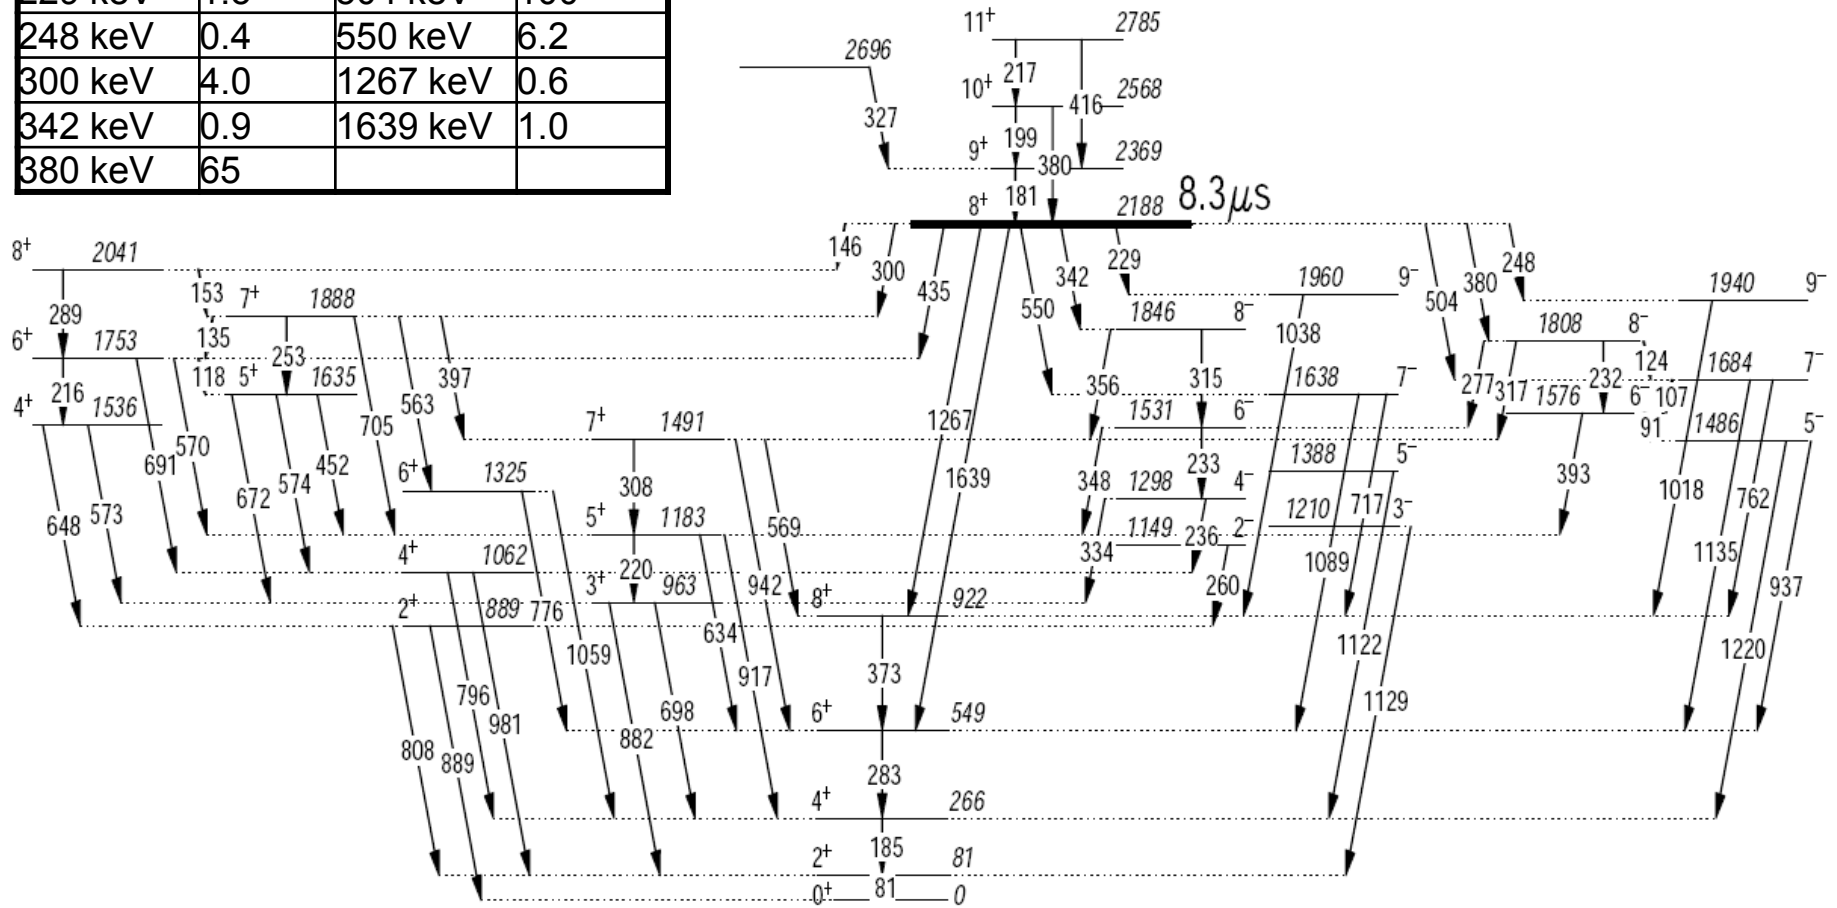 248 keV 0.4 550 keV 6.2
300 keV 4.0 1267 keV 0.6
342 keV 0.9 1639 keV 1.0
380 keV 65
11+ 2785
2696
217
10+ 416 2568
327
199
9+ 380 2369
181
8+ 2188 8.3μs
8+ 2041 146 300 435 342 229 504 380 248
153 7+ 1888 550 1960 9− 1940 9−
289 1846 8− 1808 8−
6+ 1753 135 253 1038 124 1684 7−
118 5+ 1635 397 356 315 1638 7− 277 317 232 107
216 563 1576 6−
4+ 1536 705 1267 1531 6− 91 1486 5−
7+ 1491
691 570 452 1388 5−
672 574 6+ 1325 308 1639 348 233 393 1018 762
648 573 1298 4− 717
5+ 1183 569 1210 3−
1149 2−
4+ 1062 334 236 1089 1135 937
220 942 260
3+ 963
2+ 889 776 8+ 922
634
1059 373 1122 1220
796 698 917 1129
981 882 6+ 549
808 889
283
4+ 266
185
2+ 81
81
0+ 0